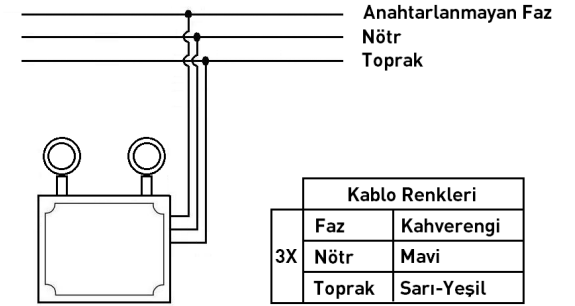 Anahtarlanmayan Faz
Nötr
Toprak
Kablo Renkleri
3X
Faz Kahverengi
Nötr Mavi
Toprak Sarı-Yeşil